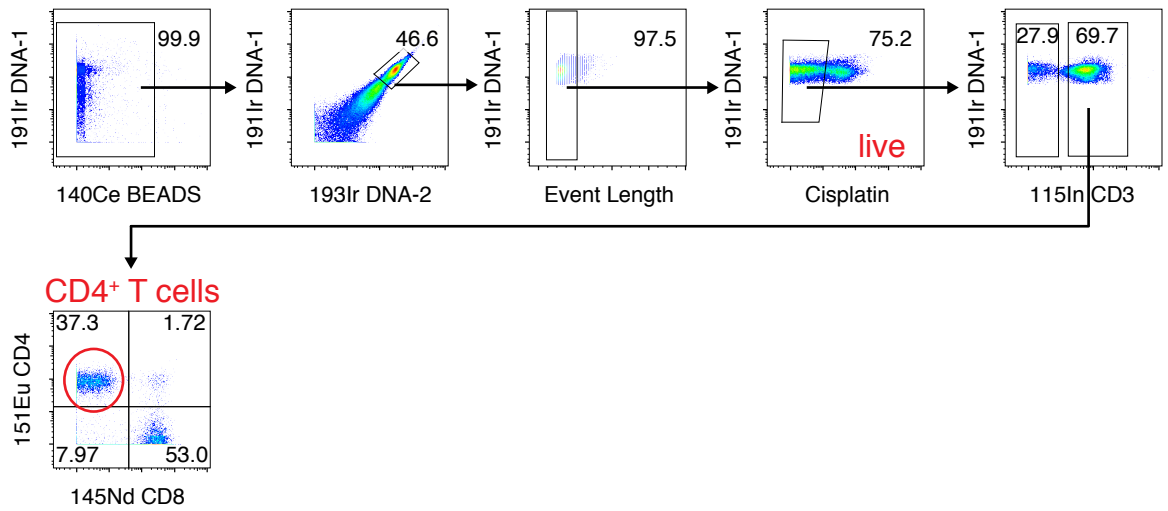 191Ir DNA-1
99.9
140Ce BEADS
191Ir DNA-1
46.6
193Ir DNA-2
191Ir DNA-1
97.5
Event Length
191Ir DNA-1
75.2
live
Cisplatin
191Ir DNA-1
27.9
69.7
115In CD3
CD4⁺ T cells
151Eu CD4
37.3
1.72
7.97
53.0
145Nd CD8